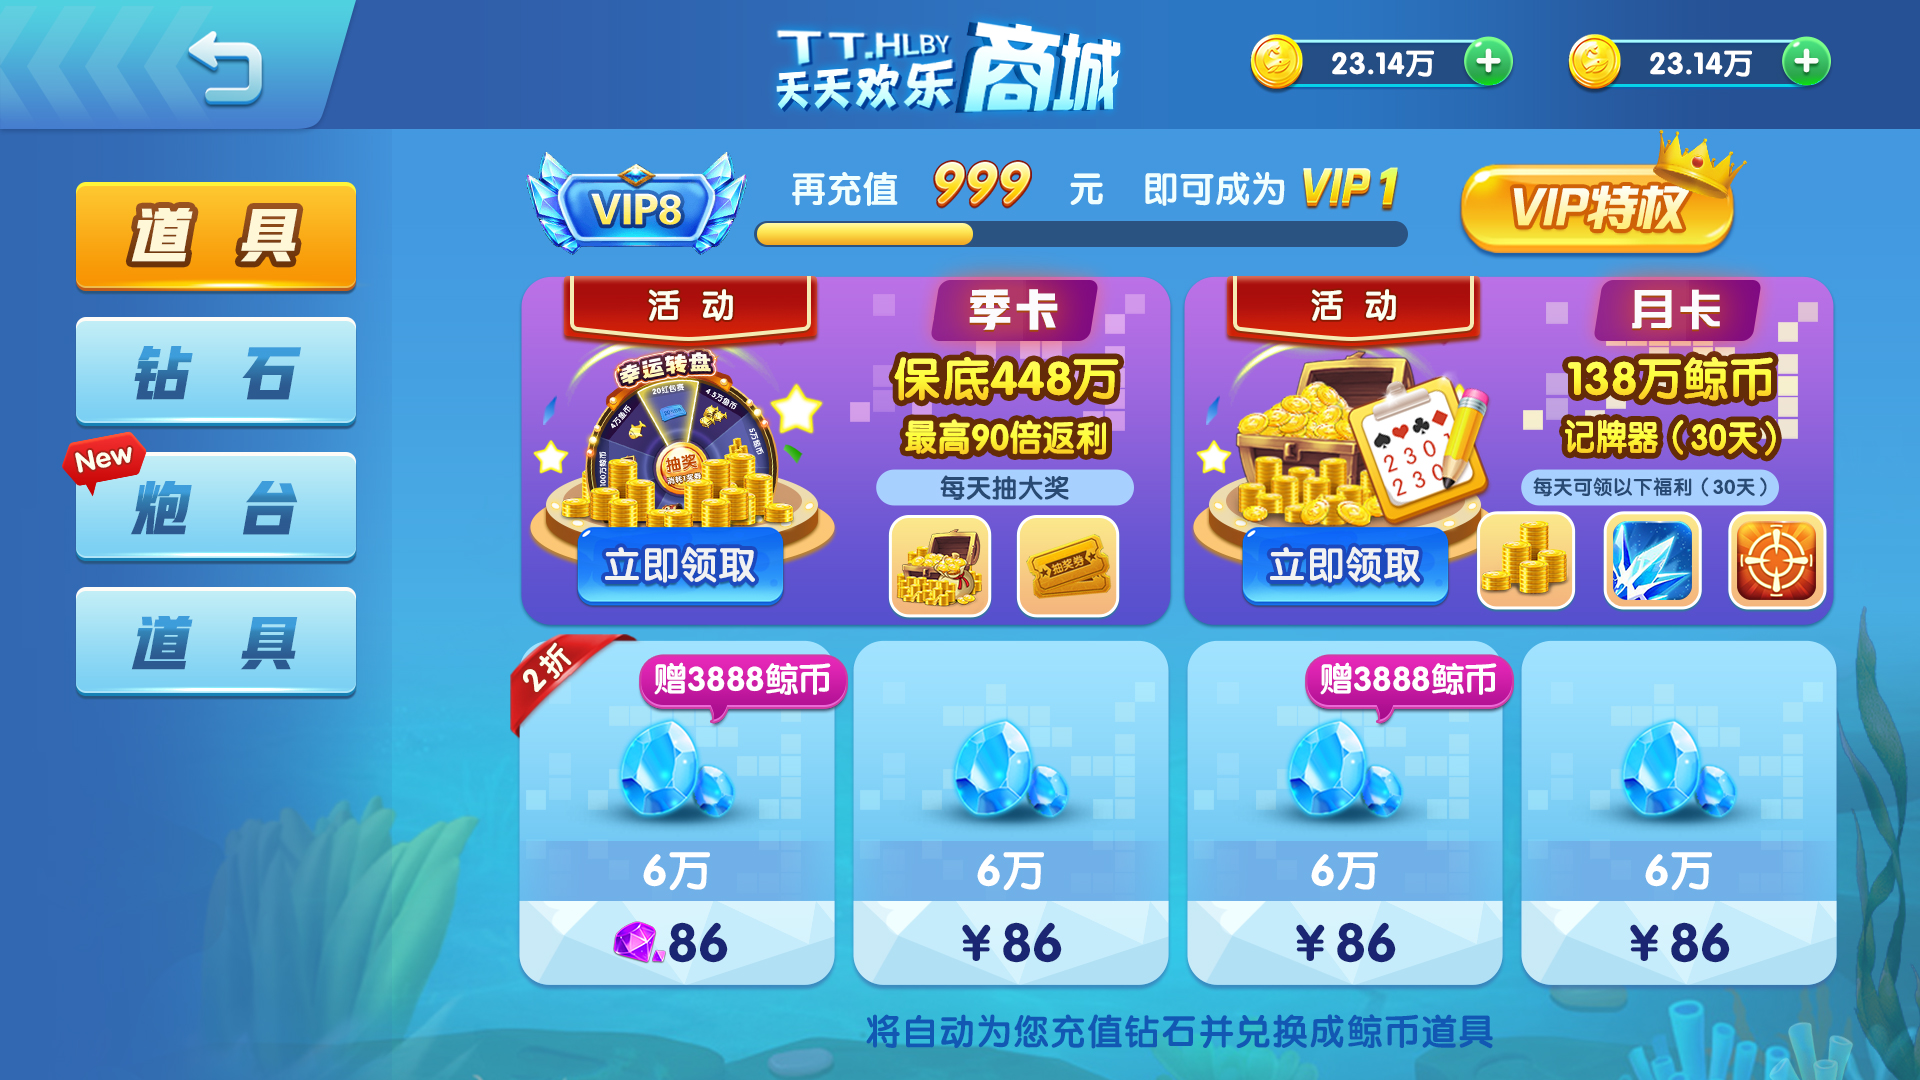 TT.HLBY
天天欢乐 商城
23.14万
23.14万
道 具
钻 石
New
炮 台
道 具
VIP8
再充值 999 元 即可成为 VIP1
VIP特权
活 动
季卡
幸运转盘
抽奖
保底448万
最高90倍返利
每天抽大奖
抽奖券
立即领取
活 动
月卡
138万鲸币
记牌器（30天）
每天可领以下福利（30天）
2 3 0
2 3 0
立即领取
2折
赠3888鲸币
6万
86
6万
¥86
赠3888鲸币
6万
¥86
6万
¥86
将自动为您充值钻石并兑换成鲸币道具